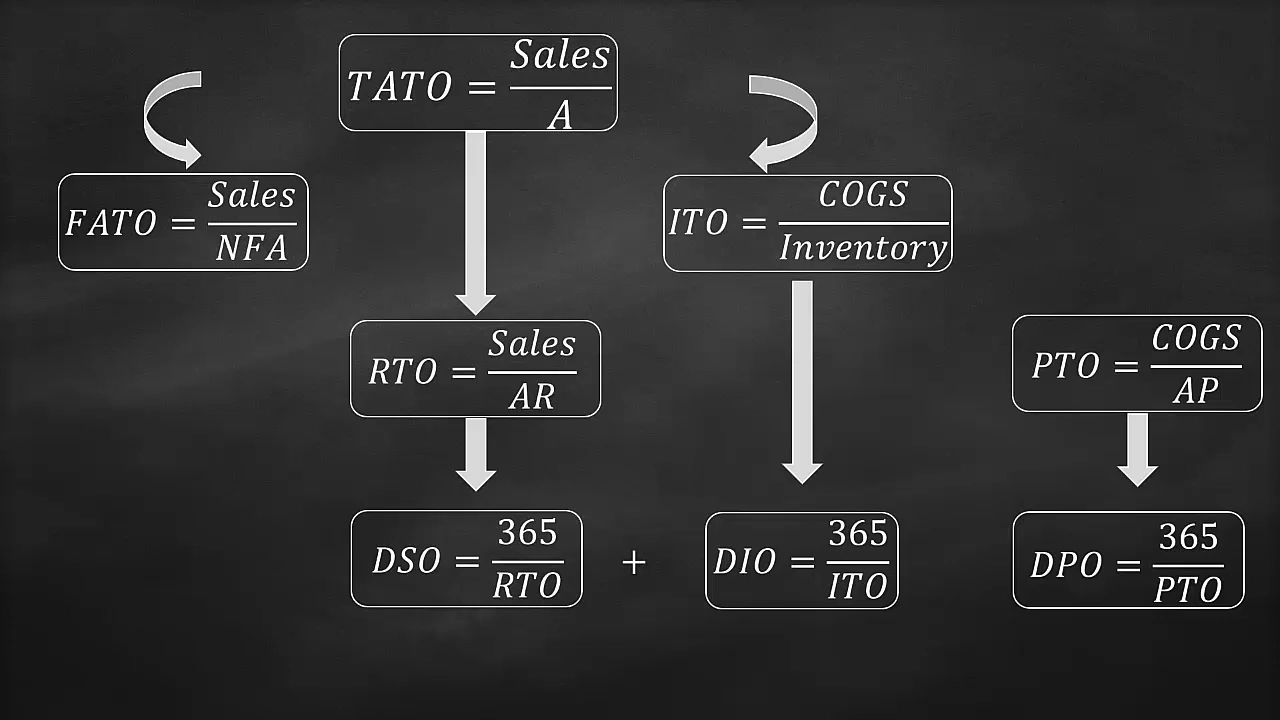 TATO = Sales / A
FATO = Sales / NFA
ITO = COGS / Inventory
RTO = Sales / AR
PTO = COGS / AP
DSO = 365 / RTO
+
DIO = 365 / ITO
DPO = 365 / PTO